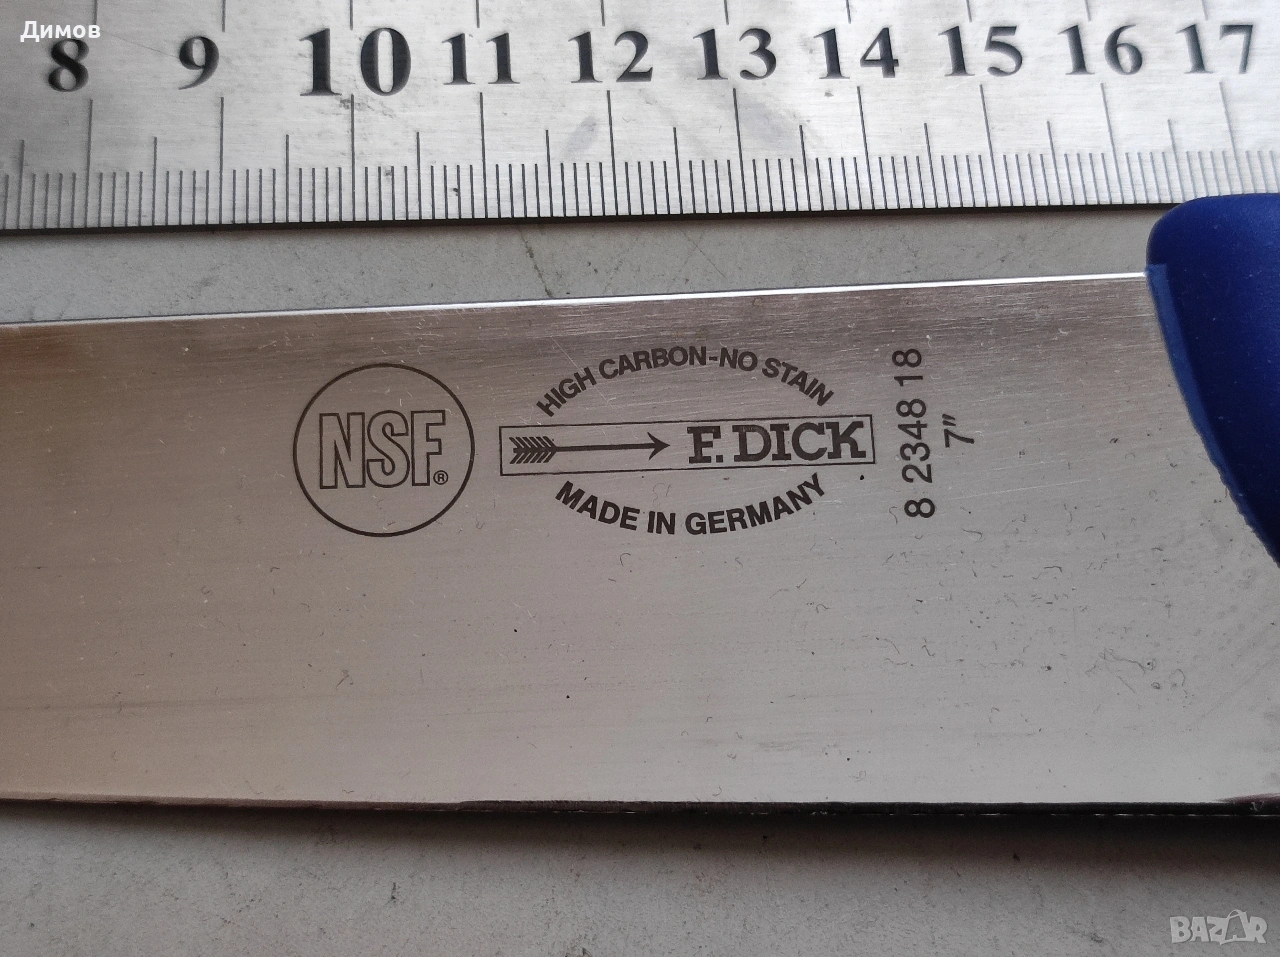 Димов
8 9 10 11 12 13 14 15 16 17
NSF®
HIGH CARBON-NO STAIN
F. DICK
MADE IN GERMANY
8 2348 18
7"
BAZAR